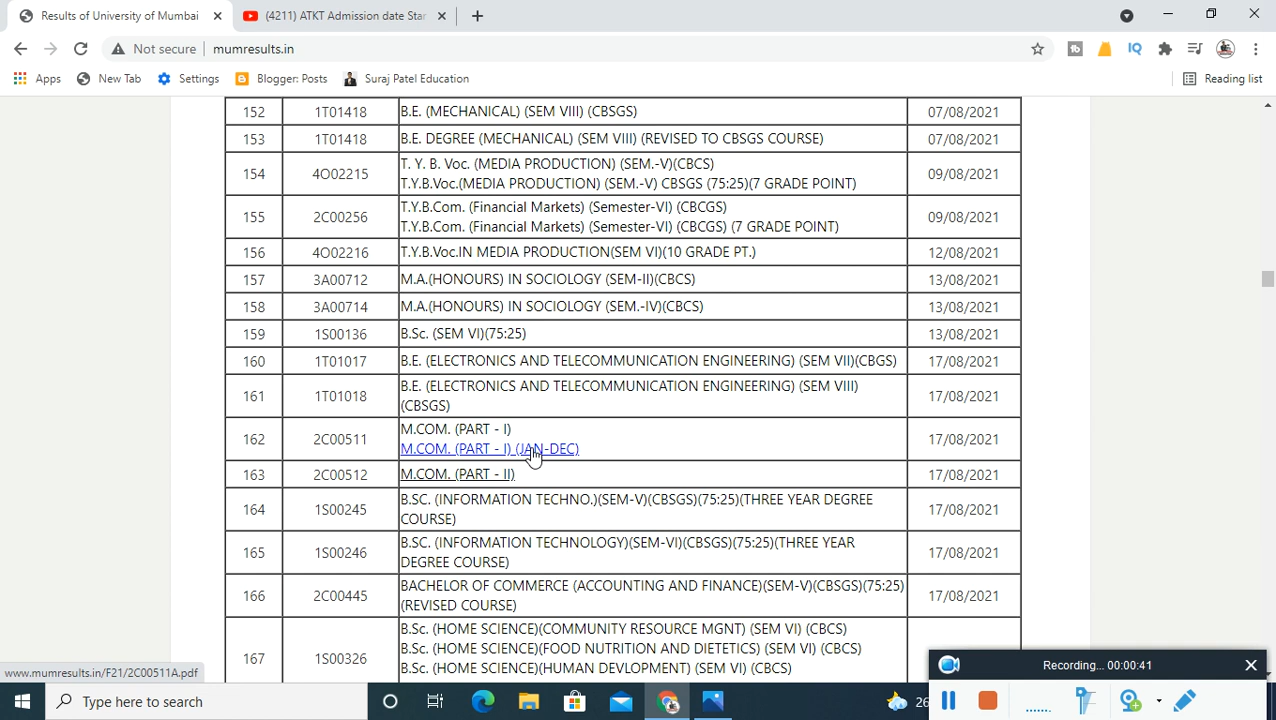 Results of University of Mumbai
(4211) ATKT Admission date Star
Not secure
mumresults.in
Apps
New Tab
Settings
Blogger: Posts
Suraj Patel Education
Reading list
152 1T01418 B.E. (MECHANICAL) (SEM VIII) (CBSGS) 07/08/2021
153 1T01418 B.E. DEGREE (MECHANICAL) (SEM VIII) (REVISED TO CBSGS COURSE) 07/08/2021
154 4O02215 T. Y. B. Voc. (MEDIA PRODUCTION) (SEM.-V)(CBCS) 09/08/2021
T.Y.B.Voc.(MEDIA PRODUCTION) (SEM.-V) CBSGS (75:25)(7 GRADE POINT)
155 2C00256 T.Y.B.Com. (Financial Markets) (Semester-VI) (CBCGS) 09/08/2021
T.Y.B.Com. (Financial Markets) (Semester-VI) (CBCGS) (7 GRADE POINT)
156 4O02216 T.Y.B.Voc.IN MEDIA PRODUCTION(SEM VI)(10 GRADE PT.) 12/08/2021
157 3A00712 M.A.(HONOURS) IN SOCIOLOGY (SEM-II)(CBCS) 13/08/2021
158 3A00714 M.A.(HONOURS) IN SOCIOLOGY (SEM.-IV)(CBCS) 13/08/2021
159 1S00136 B.Sc. (SEM VI)(75:25) 13/08/2021
160 1T01017 B.E. (ELECTRONICS AND TELECOMMUNICATION ENGINEERING) (SEM VII)(CBGS) 17/08/2021
161 1T01018 B.E. (ELECTRONICS AND TELECOMMUNICATION ENGINEERING) (SEM VIII) 17/08/2021
(CBSGS)
162 2C00511 M.COM. (PART - I) 17/08/2021
M.COM. (PART - I) (JAN-DEC)
163 2C00512 M.COM. (PART - II) 17/08/2021
164 1S00245 B.SC. (INFORMATION TECHNO.)(SEM-V)(CBSGS)(75:25)(THREE YEAR DEGREE 17/08/2021
COURSE)
165 1S00246 B.SC. (INFORMATION TECHNOLOGY)(SEM-VI)(CBSGS)(75:25)(THREE YEAR 17/08/2021
DEGREE COURSE)
166 2C00445 BACHELOR OF COMMERCE (ACCOUNTING AND FINANCE)(SEM-V)(CBSGS)(75:25) 17/08/2021
(REVISED COURSE)
B.Sc. (HOME SCIENCE)(COMMUNITY RESOURCE MGNT) (SEM VI) (CBCS)
167 1S00326 B.Sc. (HOME SCIENCE)(FOOD NUTRITION AND DIETETICS) (SEM VI) (CBCS)
B.Sc. (HOME SCIENCE)(HUMAN DEVLOPMENT) (SEM VI) (CBCS)
www.mumresults.in/F21/2C00511A.pdf
Recording... 00:00:41
Type here to search
26